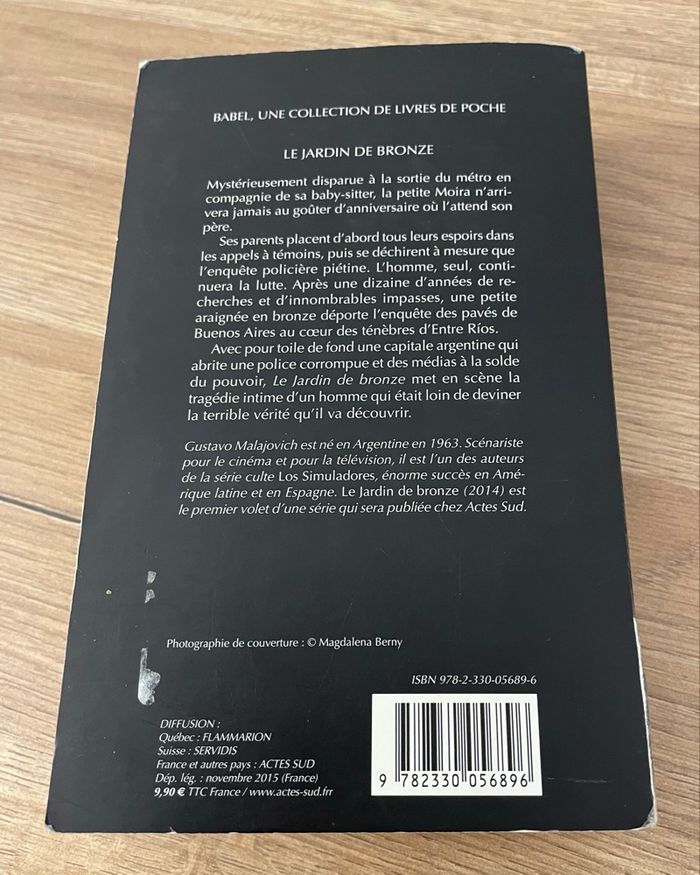 BABEL, UNE COLLECTION DE LIVRES DE POCHE
LE JARDIN DE BRONZE
Mystérieusement disparue à la sortie du métro en
compagnie de sa baby-sitter, la petite Moira n'arri-
vera jamais au goûter d'anniversaire où l'attend son
père.
Ses parents placent d'abord tous leurs espoirs dans
les appels à témoins, puis se déchirent à mesure que
l'enquête policière piétine. L'homme, seul, conti-
nuera la lutte. Après une dizaine d'années de re-
cherches et d'innombrables impasses, une petite
araignée en bronze déporte l'enquête des pavés de
Buenos Aires au cœur des ténèbres d'Entre Ríos.
Avec pour toile de fond une capitale argentine qui
abrite une police corrompue et des médias à la solde
du pouvoir, Le Jardin de bronze met en scène la
tragédie intime d'un homme qui était loin de deviner
la terrible vérité qu'il va découvrir.
Gustavo Malajovich est né en Argentine en 1963. Scénariste
pour le cinéma et pour la télévision, il est l'un des auteurs
de la série culte Los Simuladores, énorme succès en Amé-
rique latine et en Espagne. Le Jardin de bronze (2014) est
le premier volet d'une série qui sera publiée chez Actes Sud.
Photographie de couverture : © Magdalena Berny
ISBN 978-2-330-05689-6
DIFFUSION :
Québec : FLAMMARION
Suisse : SERVIDIS
France et autres pays : ACTES SUD
Dép. lég. : novembre 2015 (France)
9,90 € TTC France / www.actes-sud.fr
9 782330 056896